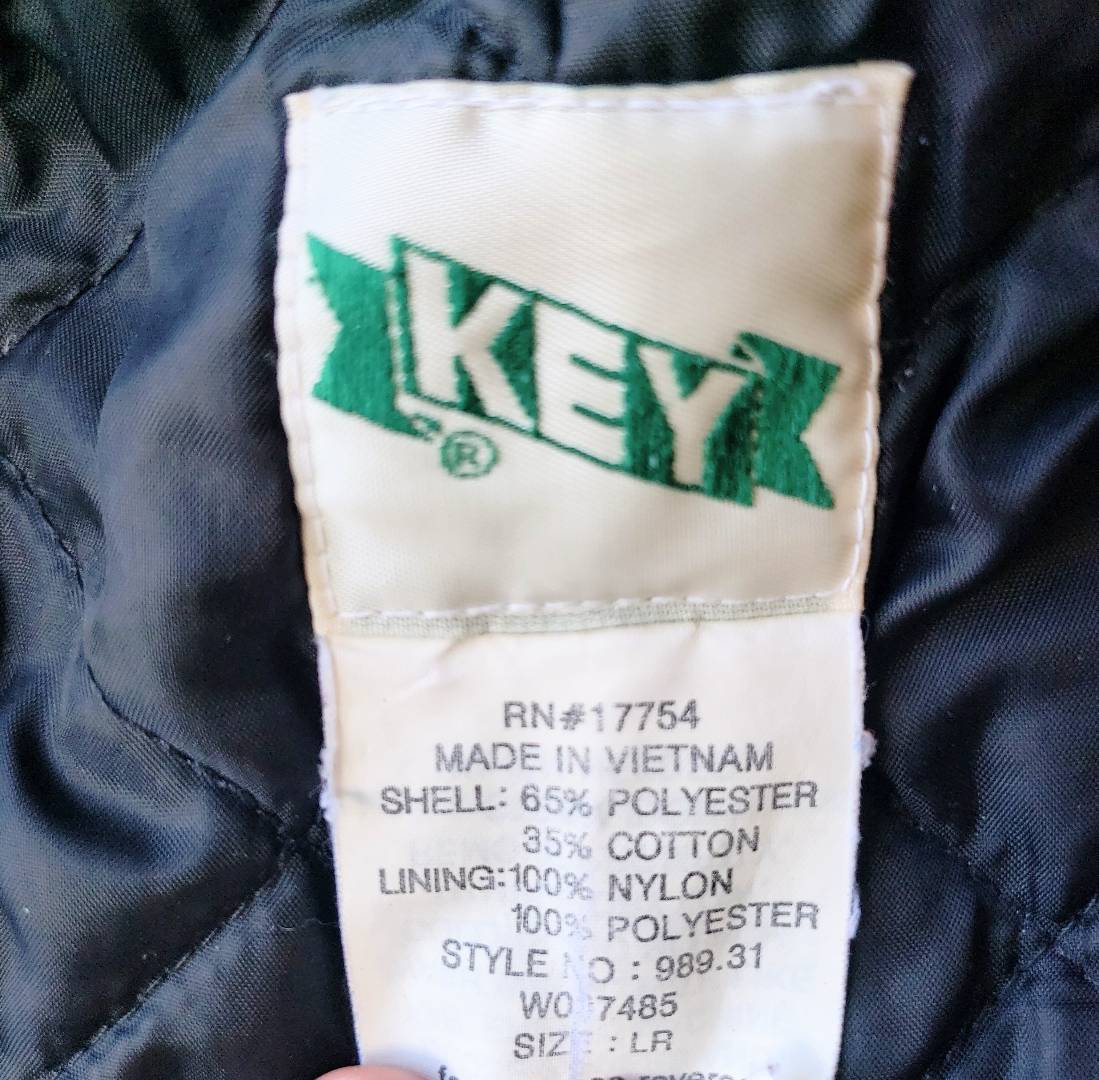 KEY
®
RN#17754
MADE IN VIETNAM
SHELL: 65% POLYESTER
35% COTTON
LINING:100% NYLON
100% POLYESTER
STYLE NO : 989.31
SIZE : LR